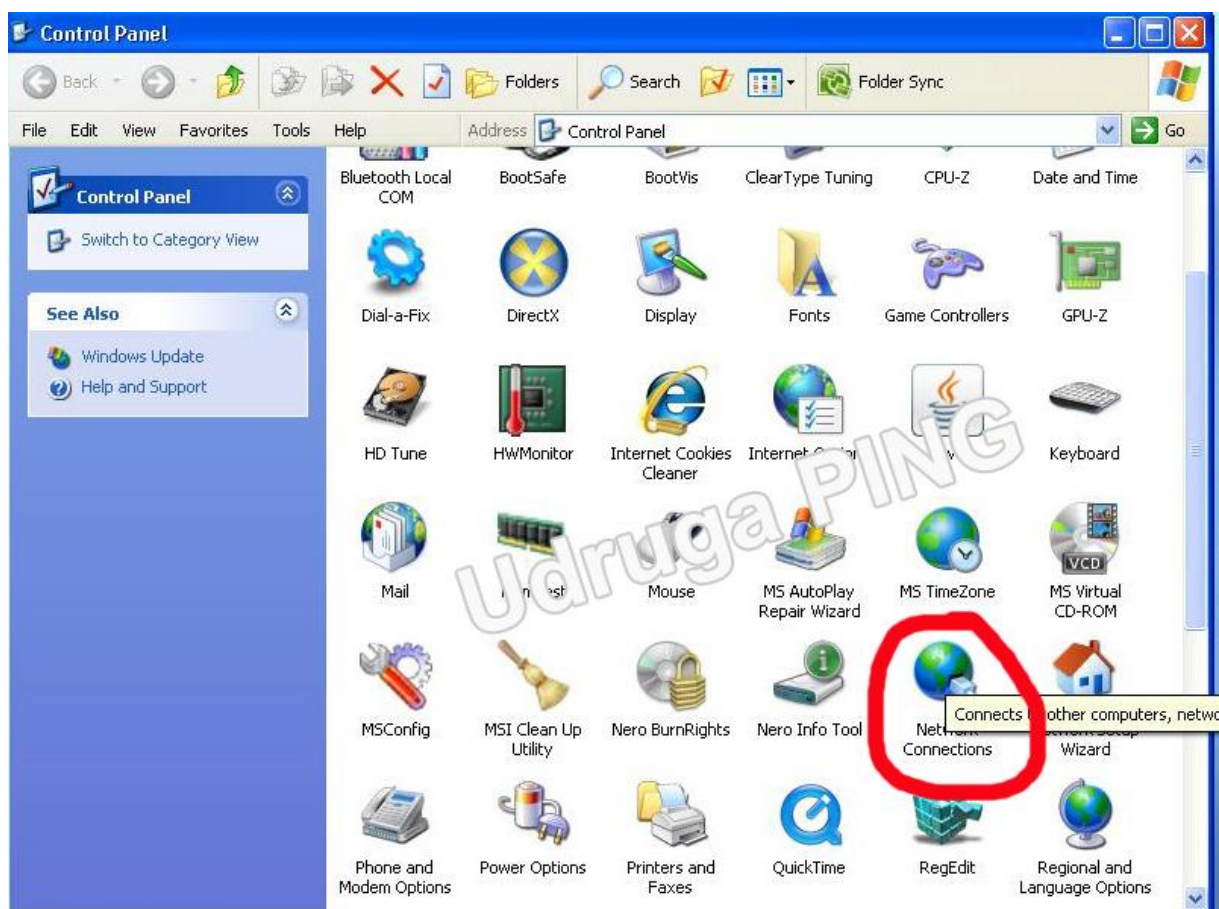 Control Panel
Back
Folders
Search
Folder Sync
File Edit View Favorites Tools Help
Address Control Panel
Go
Control Panel
Switch to Category View
See Also
Windows Update
Help and Support
Bluetooth Local
COM
BootSafe
BootVis
ClearType Tuning
CPU-Z
Date and Time
Dial-a-Fix
DirectX
Display
Fonts
Game Controllers
GPU-Z
HD Tune
HWMonitor
Internet Cookies
Cleaner
Internet
Keyboard
Mail
Mouse
MS AutoPlay
Repair Wizard
MS TimeZone
VCD
MS Virtual
CD-ROM
MSConfig
MSI Clean Up
Utility
Nero BurnRights
Nero Info Tool
Network
Connections
Connects to other computers,
Wizard
Phone and
Modem Options
Power Options
Printers and
Faxes
QuickTime
RegEdit
Regional and
Language Options
Udruga PING